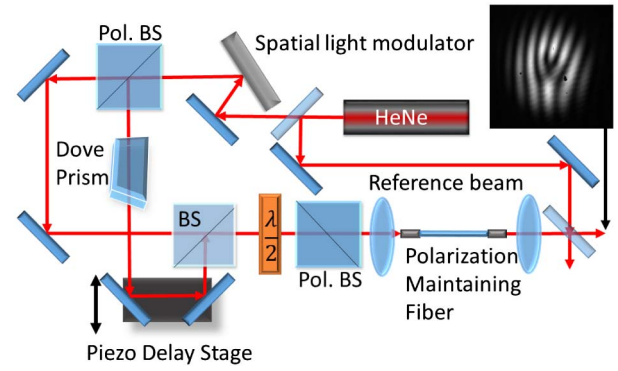 Pol. BS
Spatial light modulator
HeNe
Dove
Prism
BS
λ
2
Reference beam
Pol. BS
Polarization
Maintaining
Fiber
Piezo Delay Stage